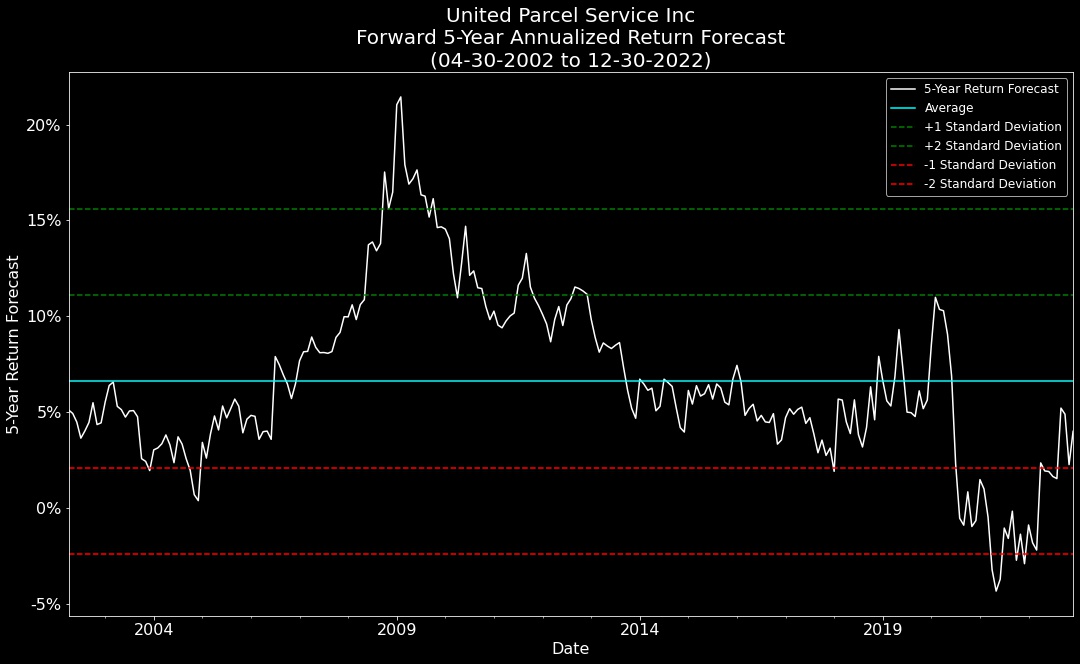 United Parcel Service Inc
Forward 5-Year Annualized Return Forecast
(04-30-2002 to 12-30-2022)
5-Year Return Forecast
Average
+1 Standard Deviation
+2 Standard Deviation
-1 Standard Deviation
-2 Standard Deviation
5-Year Return Forecast
20%
15%
10%
5%
0%
-5%
2004
2009
2014
2019
Date